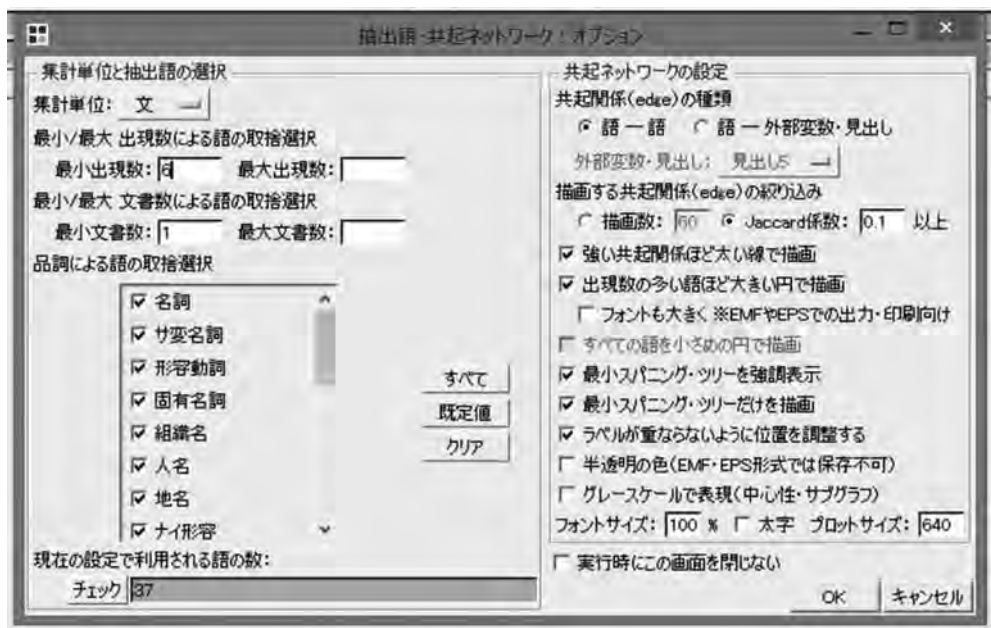 抽出語・共起ネットワーク：オプション
集計単位と抽出語の選択
集計単位： 文
最小/最大 出現数による語の取捨選択
最小出現数： 6 最大出現数：
最小/最大 文書数による語の取捨選択
最小文書数： 1 最大文書数：
品詞による語の取捨選択
名詞
サ変名詞
形容動詞
固有名詞
組織名
人名
地名
ナイ形容
すべて
既定値
クリア
現在の設定で利用される語の数：
チェック 37
共起ネットワークの設定
共起関係(edge)の種類
語 ― 語 語 ― 外部変数・見出し
外部変数・見出し： 見出し5
描画する共起関係(edge)の絞り込み
描画数： 60 Jaccard係数： 0.1 以上
強い共起関係ほど太い線で描画
出現数の多い語ほど大きい円で描画
フォントも大きく ※EMFやEPSでの出力・印刷向け
すべての語を小さめの円で描画
最小スパニング・ツリーを強調表示
最小スパニング・ツリーだけを描画
ラベルが重ならないように位置を調整する
半透明の色(EMF・EPS形式では保存不可)
グレースケールで表現(中心性・サブグラフ)
フォントサイズ： 100 % 太字 プロットサイズ： 640
実行時にこの画面を閉じない
OK キャンセル